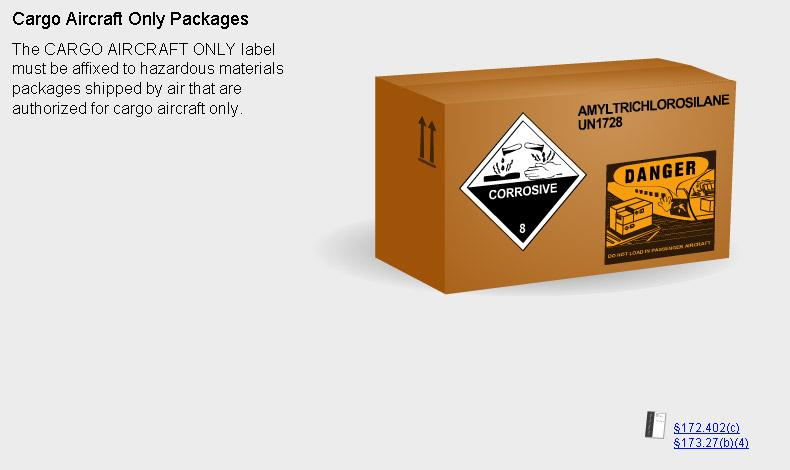 Cargo Aircraft Only Packages
The CARGO AIRCRAFT ONLY label
must be affixed to hazardous materials
packages shipped by air that are
authorized for cargo aircraft only.
AMYLTRICHLOROSILANE
UN1728
CORROSIVE
8
DANGER
DO NOT LOAD IN PASSENGER AIRCRAFT
§172.402(c)
§173.27(b)(4)